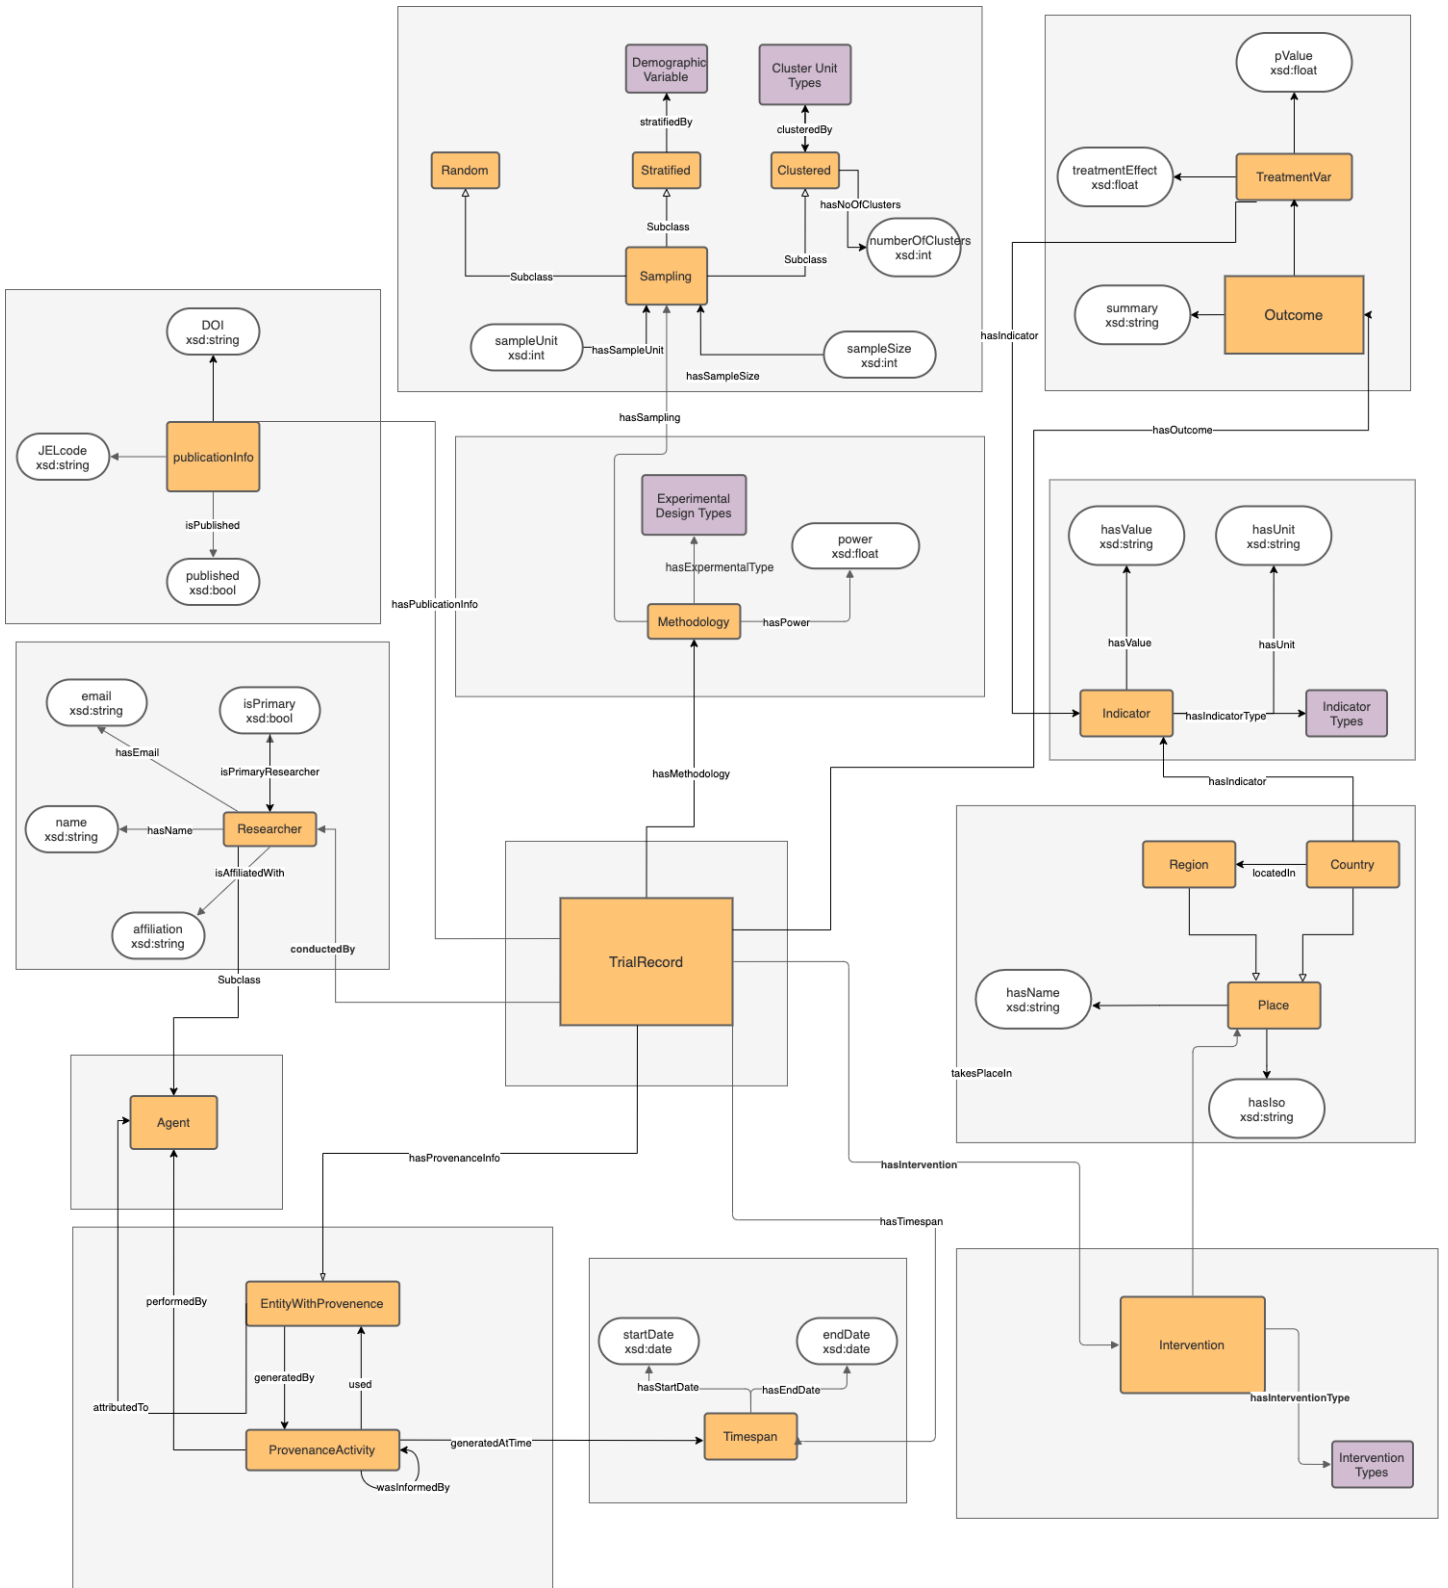 Demographic
Variable
Cluster Unit
Types
stratifiedBy
clusteredBy
Random
Stratified
Clustered
hasNoOfClusters
numberOfClusters
xsd:int
Subclass
Subclass
Subclass
Sampling
sampleUnit
xsd:int
hasSampleUnit
sampleSize
xsd:int
hasSampleSize
hasSampling
pValue
xsd:float
treatmentEffect
xsd:float
TreatmentVar
summary
xsd:string
Outcome
hasIndicator
hasOutcome
DOI
xsd:string
JELcode
xsd:string
publicationInfo
isPublished
published
xsd:bool
hasPublicationInfo
Experimental
Design Types
power
xsd:float
hasExpermentalType
Methodology
hasPower
hasMethodology
hasValue
xsd:string
hasUnit
xsd:string
hasValue
hasUnit
Indicator
hasIndicatorType
Indicator
Types
hasIndicator
email
xsd:string
isPrimary
xsd:bool
hasEmail
isPrimaryResearcher
name
xsd:string
hasName
Researcher
isAffiliatedWith
affiliation
xsd:string
conductedBy
Subclass
TrialRecord
Region
locatedIn
Country
hasName
xsd:string
Place
takesPlaceIn
hasIso
xsd:string
Agent
hasProvenanceInfo
hasIntervention
hasTimespan
performedBy
EntityWithProvenence
generatedBy
used
attributedTo
ProvenanceActivity
generatedAtTime
wasInformedBy
startDate
xsd:date
endDate
xsd:date
hasStartDate
hasEndDate
Timespan
Intervention
hasInterventionType
Intervention
Types